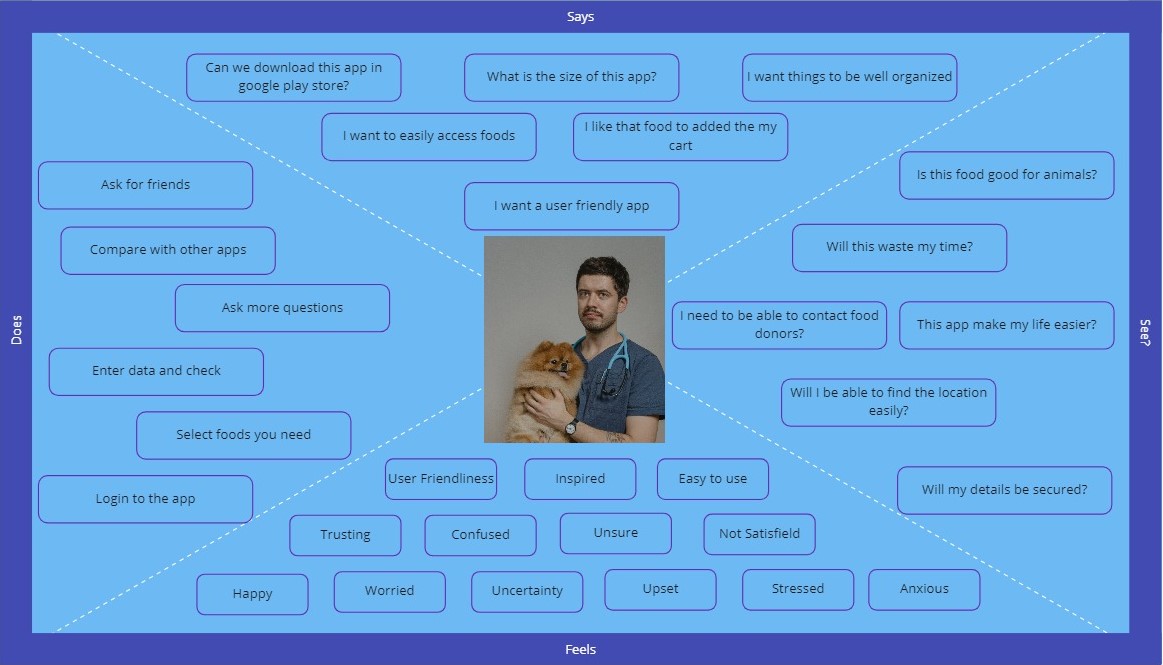 Says
Can we download this app in
google play store?
What is the size of this app?
I want things to be well organized
I want to easily access foods
I like that food to added the my
cart
I want a user friendly app
Does
Ask for friends
Compare with other apps
Ask more questions
Enter data and check
Select foods you need
Login to the app
See?
Is this food good for animals?
Will this waste my time?
I need to be able to contact food
donors?
This app make my life easier?
Will I be able to find the location
easily?
Will my details be secured?
User Friendliness
Inspired
Easy to use
Trusting
Confused
Unsure
Not Satisfield
Happy
Worried
Uncertainty
Upset
Stressed
Anxious
Feels